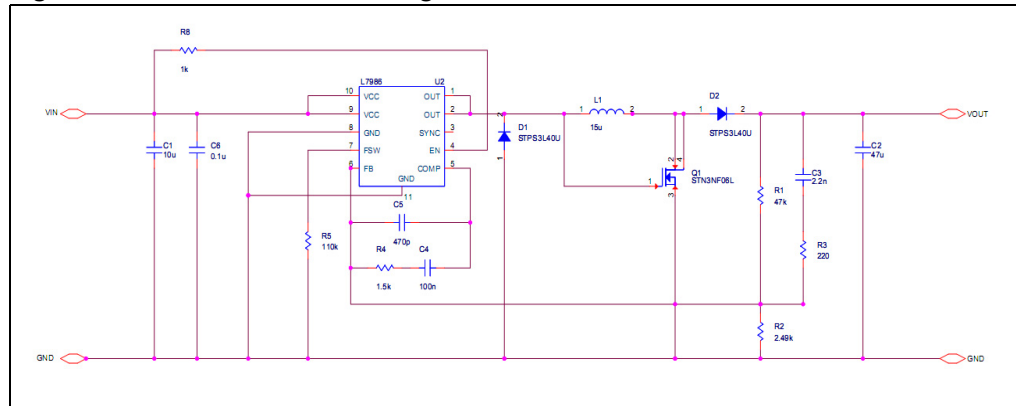 R8
1k
L7986
U2
VIN
10
VCC
OUT
1
9
VCC
OUT
2
8
GND
SYNC
3
7
FSW
EN
4
6
FB
COMP
5
GND
11
C1
10u
C6
0.1u
R5
110k
C5
470p
R4
1.5k
C4
100n
2
D1
STPS3L40U
1
L1
1
2
15u
D2
1
2
STPS3L40U
2
4
1
Q1
STN3NF06L
3
R1
47k
C3
2.2n
R3
220
C2
47u
R2
2.49k
VOUT
GND
GND